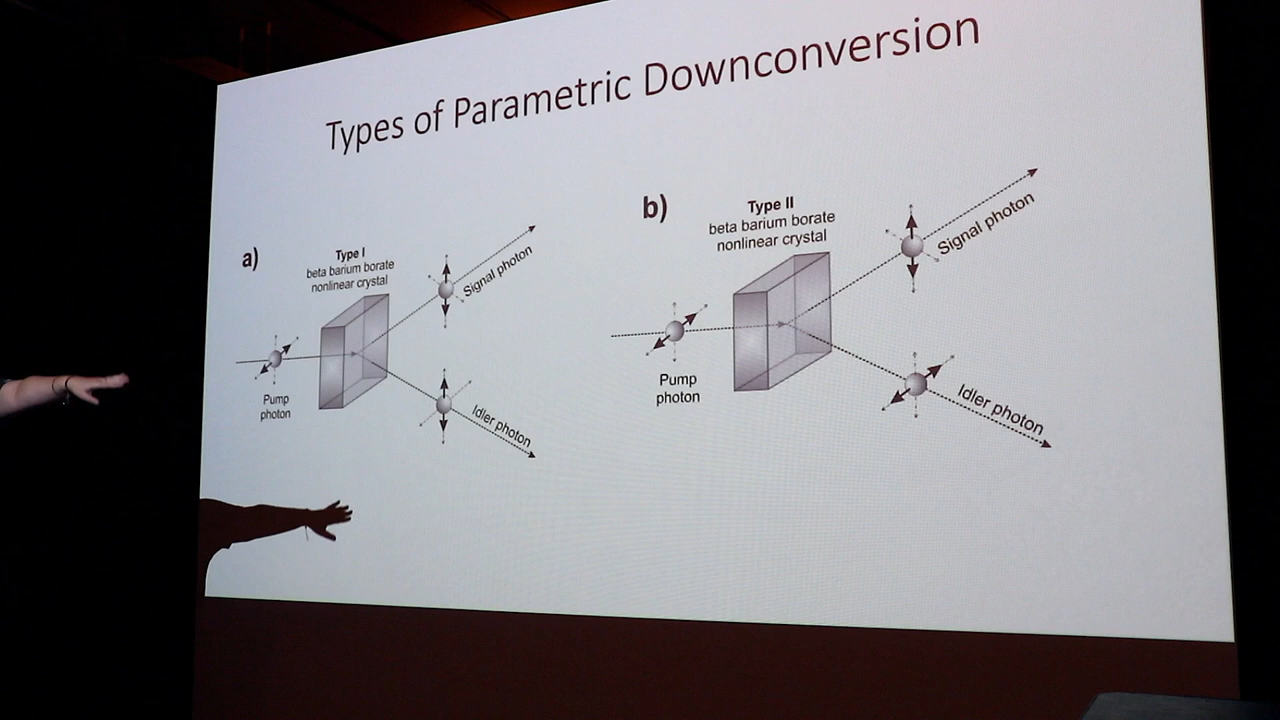 Types of Parametric Downconversion
a)
Type I
beta barium borate
nonlinear crystal
Signal photon
Pump
photon
Idler photon
b)
Type II
beta barium borate
nonlinear crystal
Signal photon
Pump
photon
Idler photon